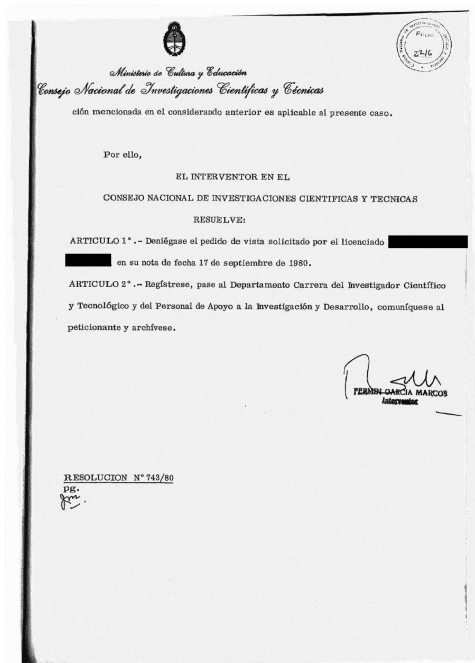 FOLIO
2216
Ministerio de Cultura y Educación
Consejo Nacional de Investigaciones Científicas y Técnicas
ción mencionada en el considerando anterior es aplicable al presente caso.
Por ello,
EL INTERVENTOR EN EL
CONSEJO NACIONAL DE INVESTIGACIONES CIENTIFICAS Y TECNICAS
RESUELVE:
ARTICULO 1°.- Deniégase el pedido de vista solicitado por el licenciado
en su nota de fecha 17 de septiembre de 1980.
ARTICULO 2°.- Regístrese, pase al Departamento Carrera del Investigador Científico
y Tecnológico y del Personal de Apoyo a la Investigación y Desarrollo, comuníquese al
peticionante y archívese.
FERMIN GARCIA MARCOS
Interventor
RESOLUCION N° 743/80
pg.